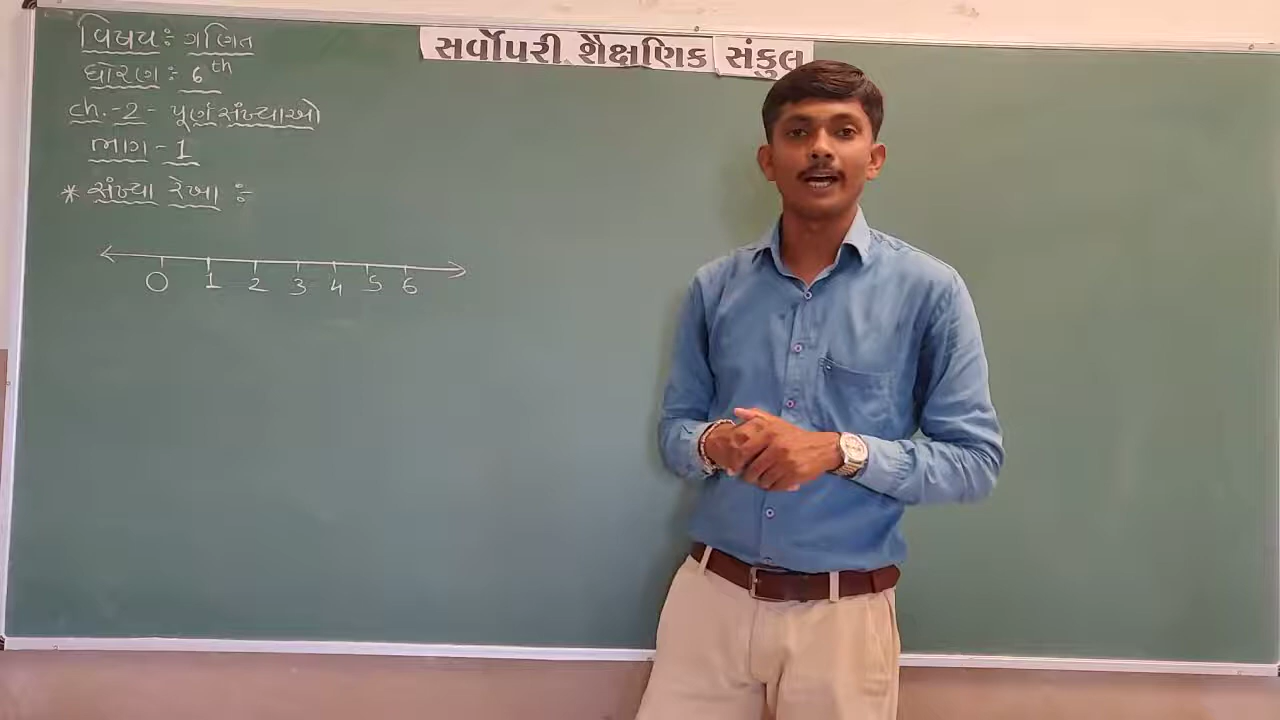 વિષય : ગણિત
સર્વોપરી શૈક્ષણિક સંકુલ
ધોરણ : 6th
ch.-2 - પૂર્ણ સંખ્યાઓ
ભાગ - 1
* સંખ્યા રેખા :
0 1 2 3 4 5 6